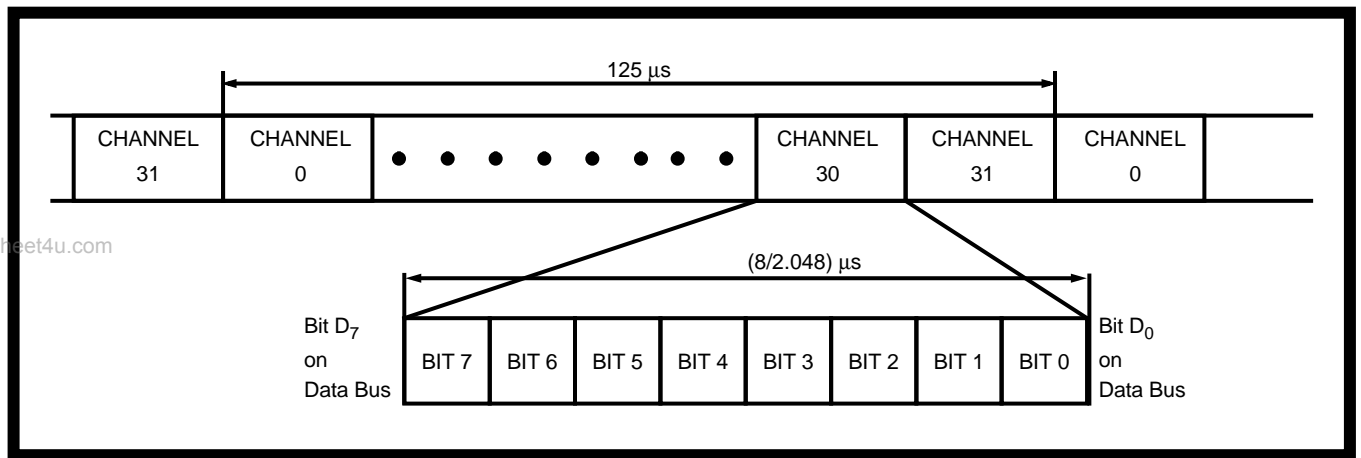 125 μs
CHANNEL 31
CHANNEL 0
CHANNEL 30
CHANNEL 31
CHANNEL 0
heet4u.com
(8/2.048) μs
Bit D7 on Data Bus
BIT 7 BIT 6 BIT 5 BIT 4 BIT 3 BIT 2 BIT 1 BIT 0
Bit D0 on Data Bus